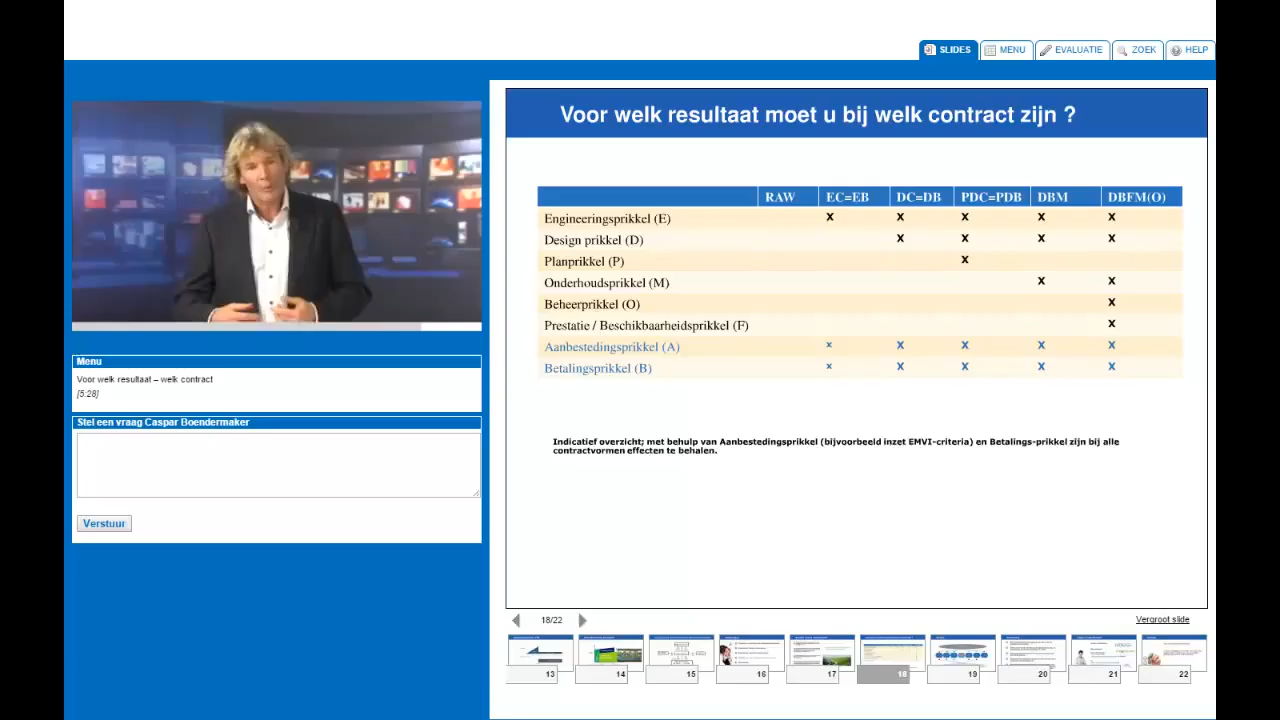 SLIDES MENU EVALUATIE ZOEK HELP
Voor welk resultaat moet u bij welk contract zijn ?
RAW EC=EB DC=DB PDC=PDB DBM DBFM(O)
Engineeringsprikkel (E) x x x x x
Design prikkel (D) x x x x
Planprikkel (P) x
Onderhoudsprikkel (M) x x
Beheerprikkel (O) x
Prestatie / Beschikbaarheidsprikkel (F) x
Aanbestedingsprikkel (A) x x x x x
Betalingsprikkel (B) x x x x x
Indicatief overzicht; met behulp van Aanbestedingsprikkel (bijvoorbeeld inzet EMVI-criteria) en Betalings-prikkel zijn bij alle
contractvormen effecten te behalen.
Menu
Voor welk resultaat – welk contract
[5:28]
Stel een vraag Caspar Boendermaker
Verstuur
18/22
Vergroot slide
13 14 15 16 17 18 19 20 21 22